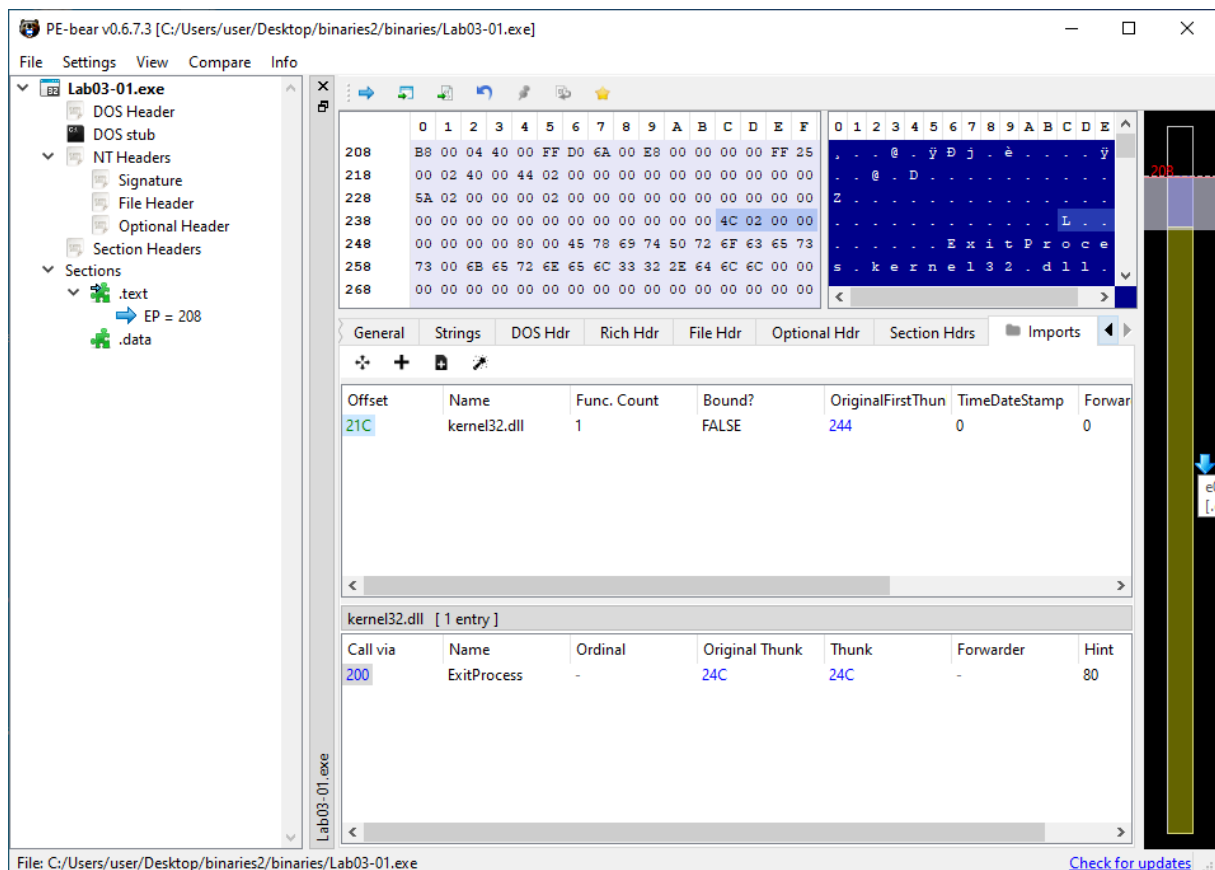 PE-bear v0.6.7.3 [C:/Users/user/Desktop/binaries2/binaries/Lab03-01.exe]
File Settings View Compare Info
Lab03-01.exe
DOS Header
DOS stub
NT Headers
Signature
File Header
Optional Header
Section Headers
Sections
.text
EP = 208
.data
Lab03-01.exe
0 1 2 3 4 5 6 7 8 9 A B C D E F 0 1 2 3 4 5 6 7 8 9 A B C D E
208 B8 00 04 40 00 FF D0 6A 00 E8 00 00 00 00 FF 25 ¸ . . @ . ÿ Ð j . è . . . . ÿ
218 00 02 40 00 44 02 00 00 00 00 00 00 00 00 00 00 . . @ . D . . . . . . . . . .
228 5A 02 00 00 00 02 00 00 00 00 00 00 00 00 00 00 Z . . . . . . . . . . . . . .
238 00 00 00 00 00 00 00 00 00 00 00 00 4C 02 00 00 . . . . . . . . . . . . L . .
248 00 00 00 00 80 00 45 78 69 74 50 72 6F 63 65 73 . . . . . . E x i t P r o c e
258 73 00 6B 65 72 6E 65 6C 33 32 2E 64 6C 6C 00 00 s . k e r n e l 3 2 . d l l .
268 00 00 00 00 00 00 00 00 00 00 00 00 00 00 00 00
208
General Strings DOS Hdr Rich Hdr File Hdr Optional Hdr Section Hdrs Imports
Offset Name Func. Count Bound? OriginalFirstThun TimeDateStamp Forwar
21C kernel32.dll 1 FALSE 244 0 0
kernel32.dll [ 1 entry ]
Call via Name Ordinal Original Thunk Thunk Forwarder Hint
200 ExitProcess - 24C 24C - 80
File: C:/Users/user/Desktop/binaries2/binaries/Lab03-01.exe
Check for updates